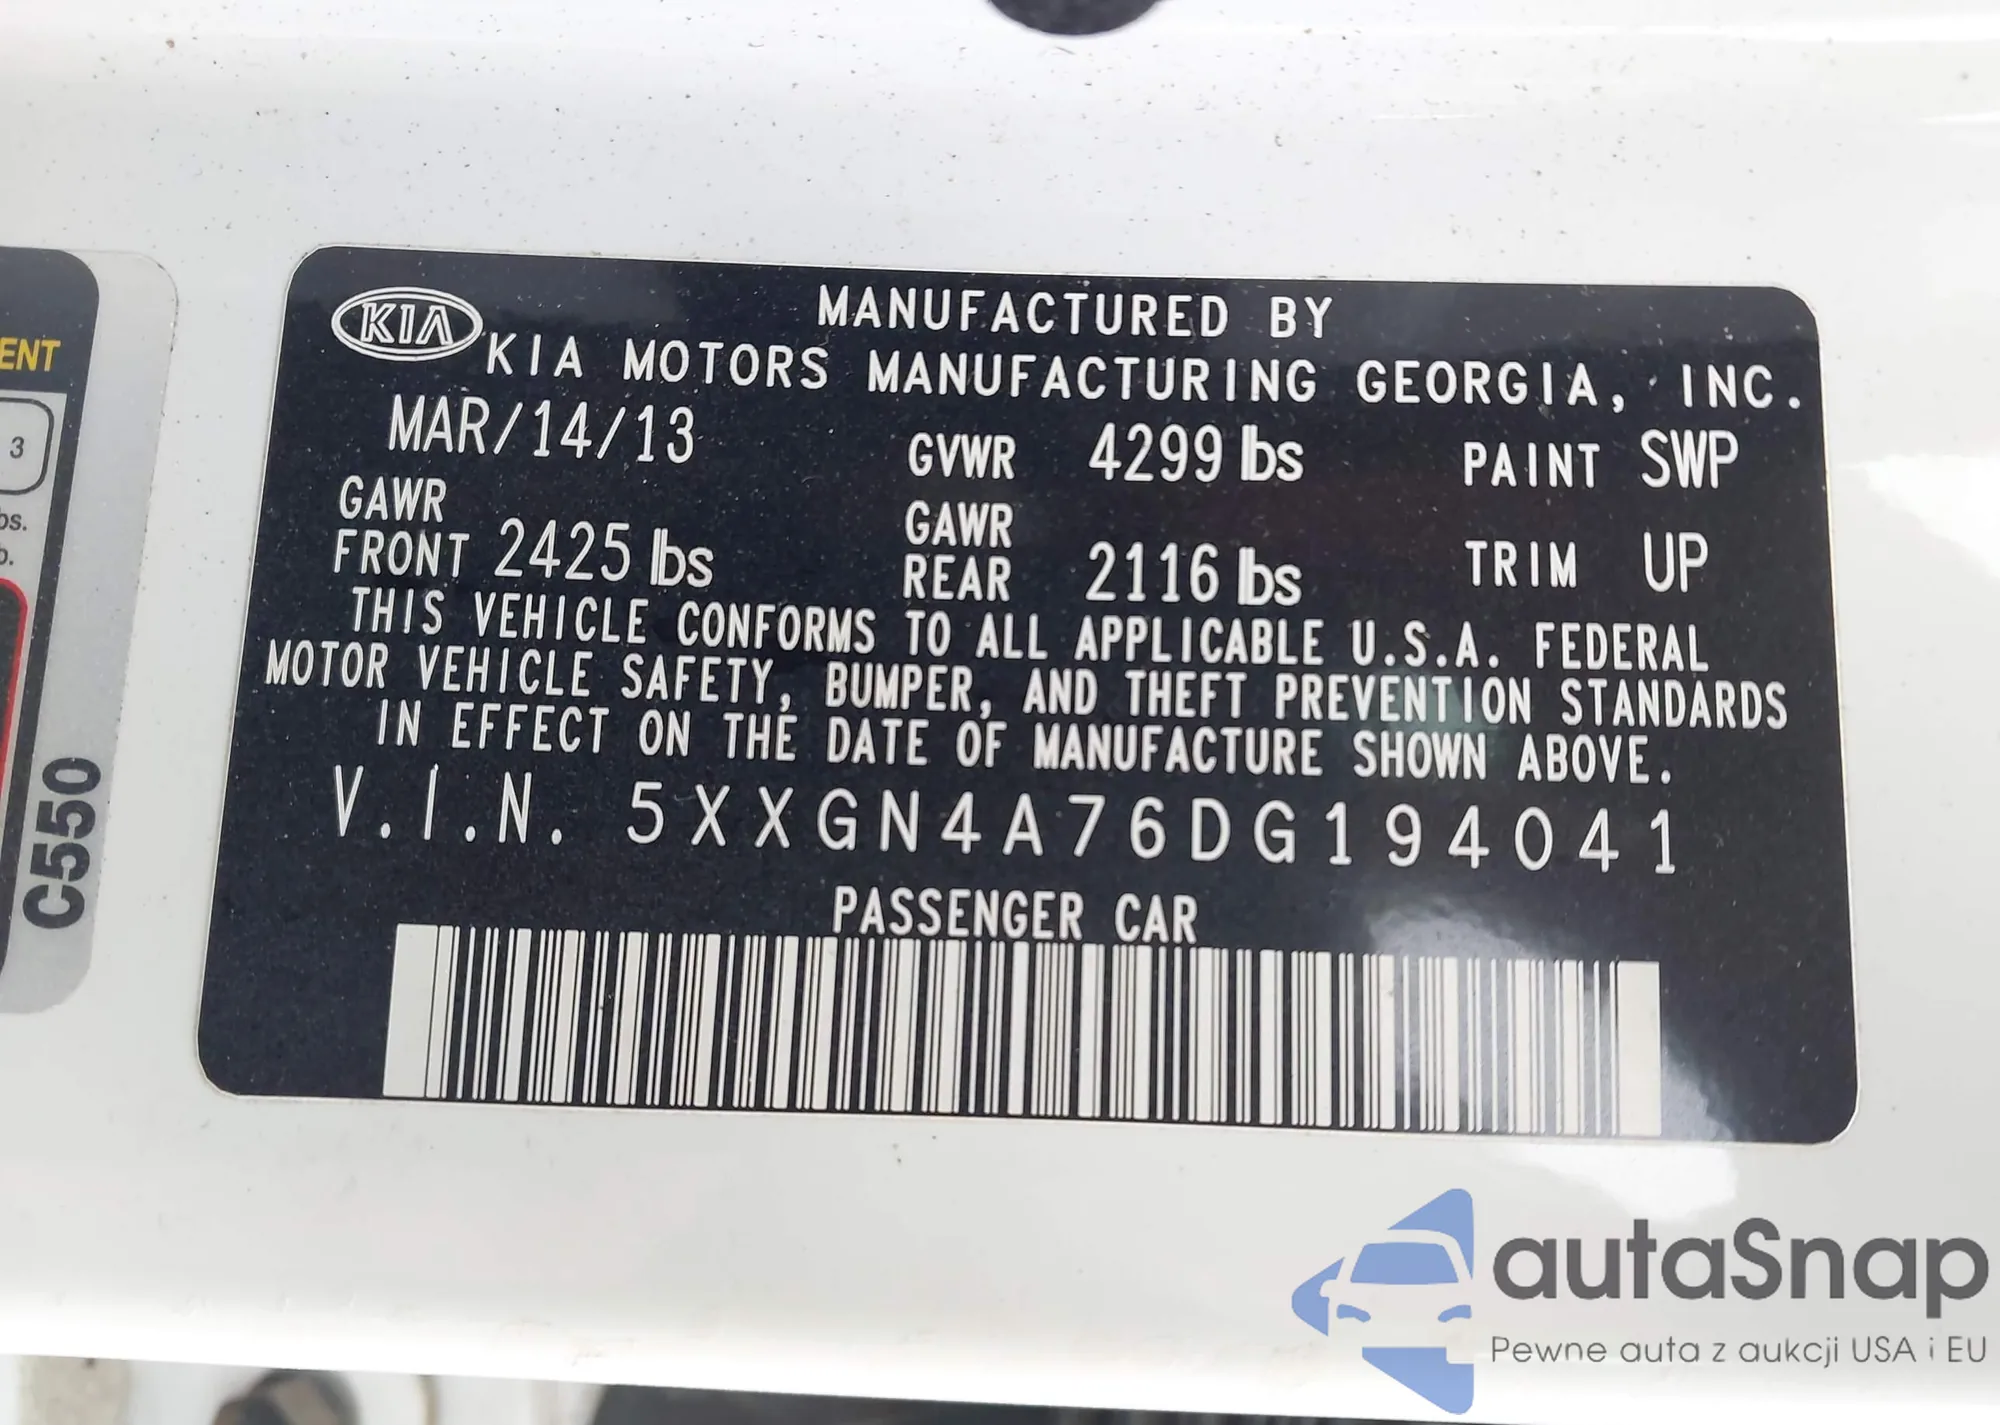 KIA
MANUFACTURED BY
KIA MOTORS MANUFACTURING GEORGIA, INC.
MAR/14/13 GVWR 4299 lbs PAINT SWP
GAWR FRONT 2425 lbs GAWR REAR 2116 lbs TRIM UP
THIS VEHICLE CONFORMS TO ALL APPLICABLE U.S.A. FEDERAL
MOTOR VEHICLE SAFETY, BUMPER, AND THEFT PREVENTION STANDARDS
IN EFFECT ON THE DATE OF MANUFACTURE SHOWN ABOVE.
V.I.N. 5XXGN4A76DG194041
PASSENGER CAR
ENT
3
bs.
b.
C550
autaSnap
Pewne auta z aukcji USA i EU